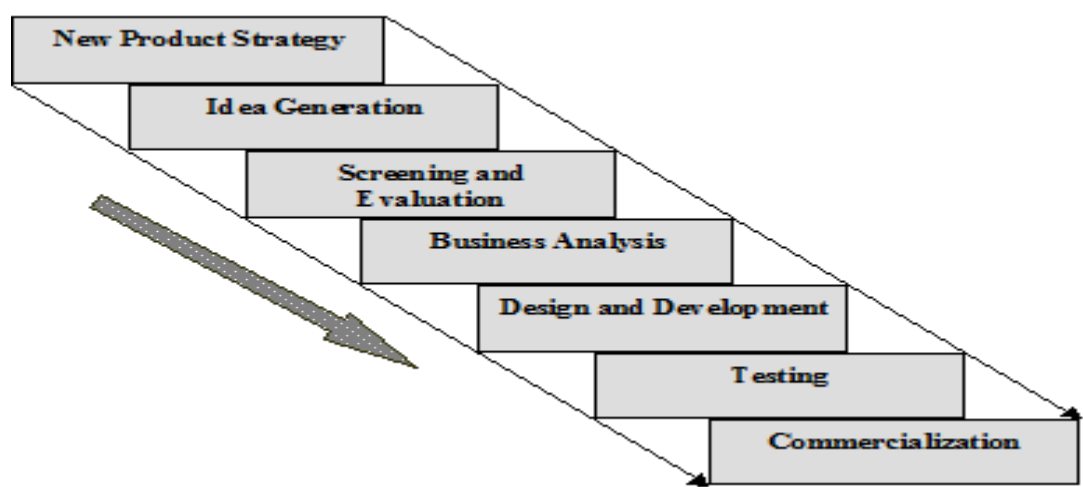 New Product Strategy
Idea Generation
Screening and
Evaluation
Business Analysis
Design and Development
Testing
Commercialization